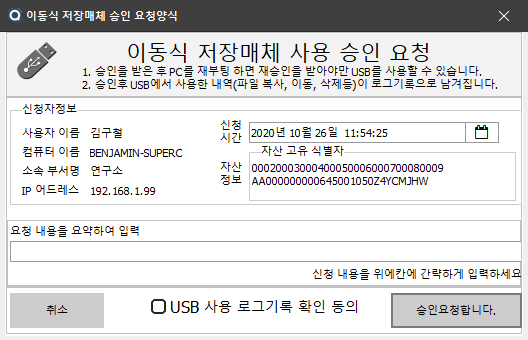 이동식 저장매체 승인 요청양식
이동식 저장매체 사용 승인 요청
1. 승인을 받은 후 PC를 재부팅 하면 재승인을 받아야만 USB를 사용할 수 있습니다.
2. 승인후 USB에서 사용한 내역(파일 복사, 이동, 삭제등)이 로그기록으로 남겨집니다.
신청자정보
사용자 이름 김구철
컴퓨터 이름 BENJAMIN-SUPERC
소속 부서명 연구소
IP 어드레스 192.168.1.99
신청
시간
2020년 10월 26일 11:54:25
자산
정보
자산 고유 식별자
00020003000400050006000700080009
AA000000000645001050Z4YCMJHW
요청 내용을 요약하여 입력
신청 내용을 위에칸에 간략하게 입력하세요
취소
USB 사용 로그기록 확인 동의
승인요청합니다.